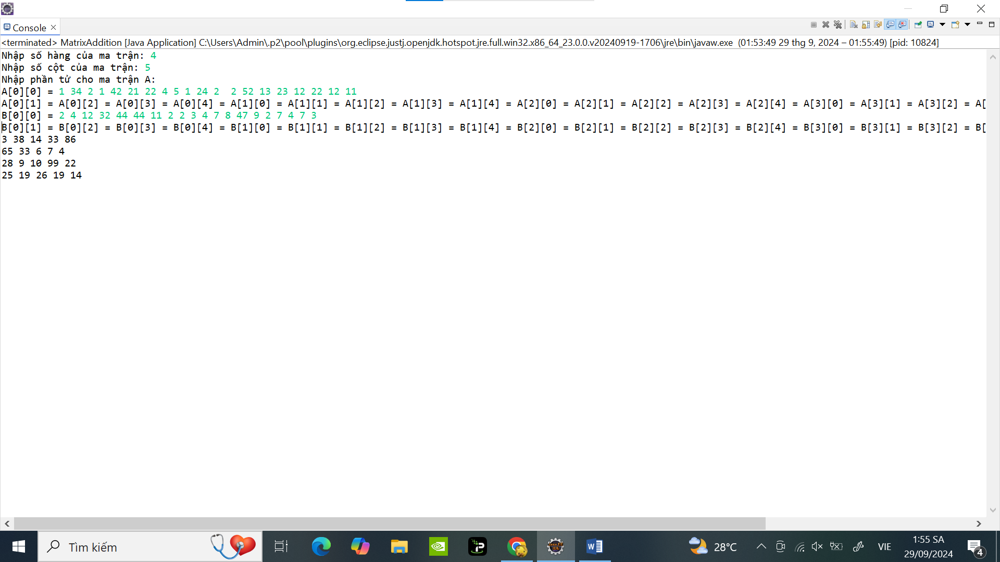 Console
<terminated> MatrixAddition [Java Application] C:\Users\Admin\.p2\pool\plugins\org.eclipse.justj.openjdk.hotspot.jre.full.win32.x86_64_23.0.0.v20240919-1706\jre\bin\javaw.exe (01:53:49 29 thg 9, 2024 – 01:55:49) [pid: 10824]
Nhập số hàng của ma trận: 4
Nhập số cột của ma trận: 5
Nhập phần tử cho ma trận A:
A[0][0] = 1 34 2 1 42 21 22 4 5 1 24 2  2 52 13 23 12 22 12 11
A[0][1] = A[0][2] = A[0][3] = A[0][4] = A[1][0] = A[1][1] = A[1][2] = A[1][3] = A[1][4] = A[2][0] = A[2][1] = A[2][2] = A[2][3] = A[2][4] = A[3][0] = A[3][1] = A[3][2] = A[
B[0][0] = 2 4 12 32 44 44 11 2 2 3 4 7 8 47 9 2 7 4 7 3
B[0][1] = B[0][2] = B[0][3] = B[0][4] = B[1][0] = B[1][1] = B[1][2] = B[1][3] = B[1][4] = B[2][0] = B[2][1] = B[2][2] = B[2][3] = B[2][4] = B[3][0] = B[3][1] = B[3][2] = B[
3 38 14 33 86
65 33 6 7 4
28 9 10 99 22
25 19 26 19 14
Tìm kiếm
28°C
VIE
1:55 SA
29/09/2024
4